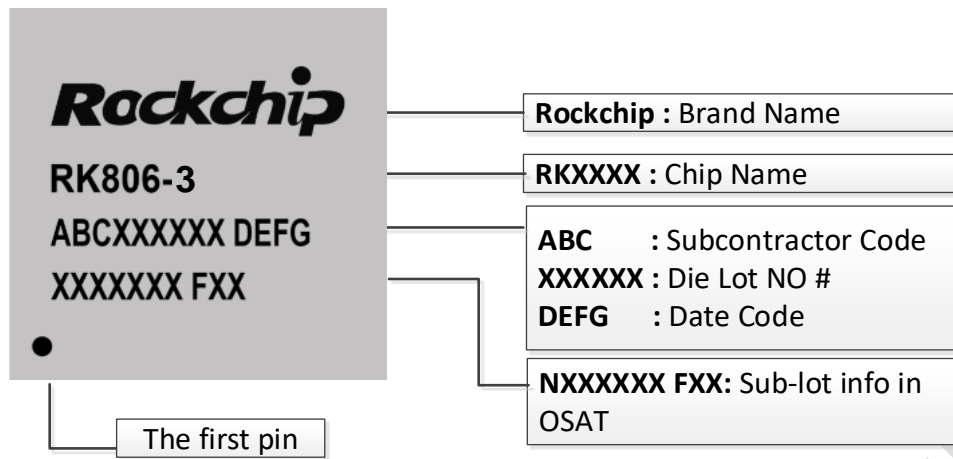 Rockchip
RK806-3
ABCXXXXXX DEFG
XXXXXXX FXX
Rockchip : Brand Name
RKXXXX : Chip Name
ABC : Subcontractor Code
XXXXXX : Die Lot NO #
DEFG : Date Code
NXXXXXX FXX: Sub-lot info in
OSAT
The first pin